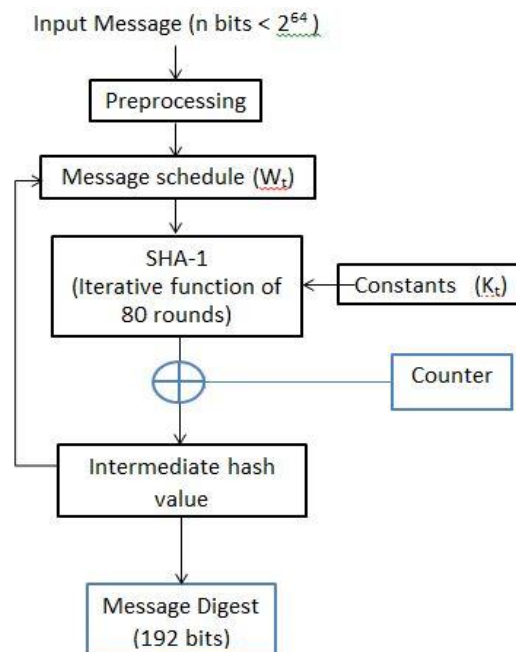 Input Message (n bits < 2^64 )
Preprocessing
Message schedule (Wₜ)
SHA-1
(Iterative function of
80 rounds)
Constants (Kₜ)
Counter
Intermediate hash
value
Message Digest
(192 bits)